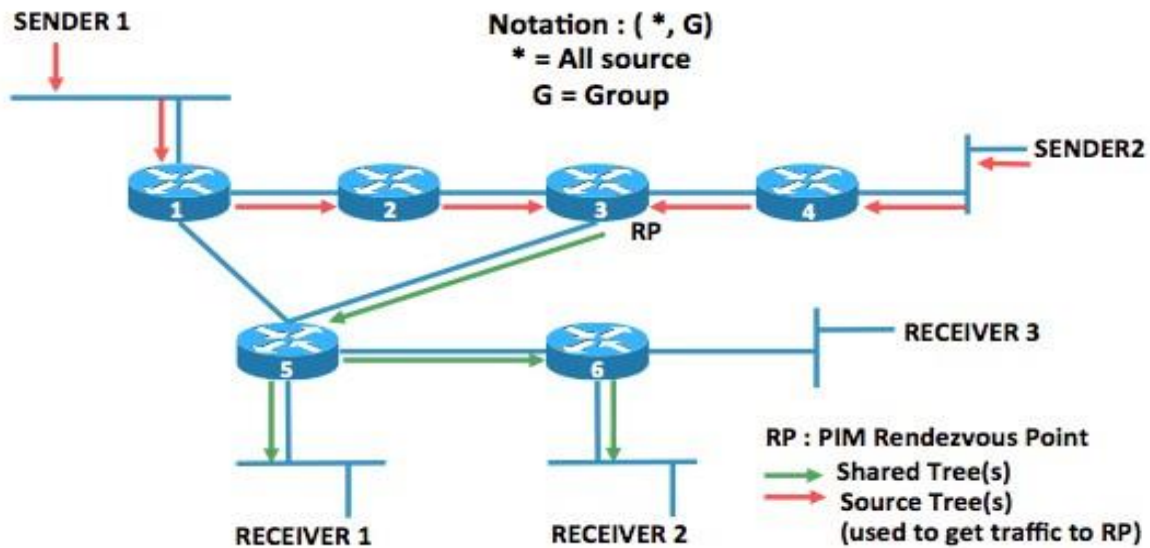 SENDER 1
Notation : ( *, G)
* = All source
G = Group
SENDER2
1
2
3
4
RP
5
6
RECEIVER 3
RECEIVER 1
RECEIVER 2
RP : PIM Rendezvous Point
Shared Tree(s)
Source Tree(s)
(used to get traffic to RP)